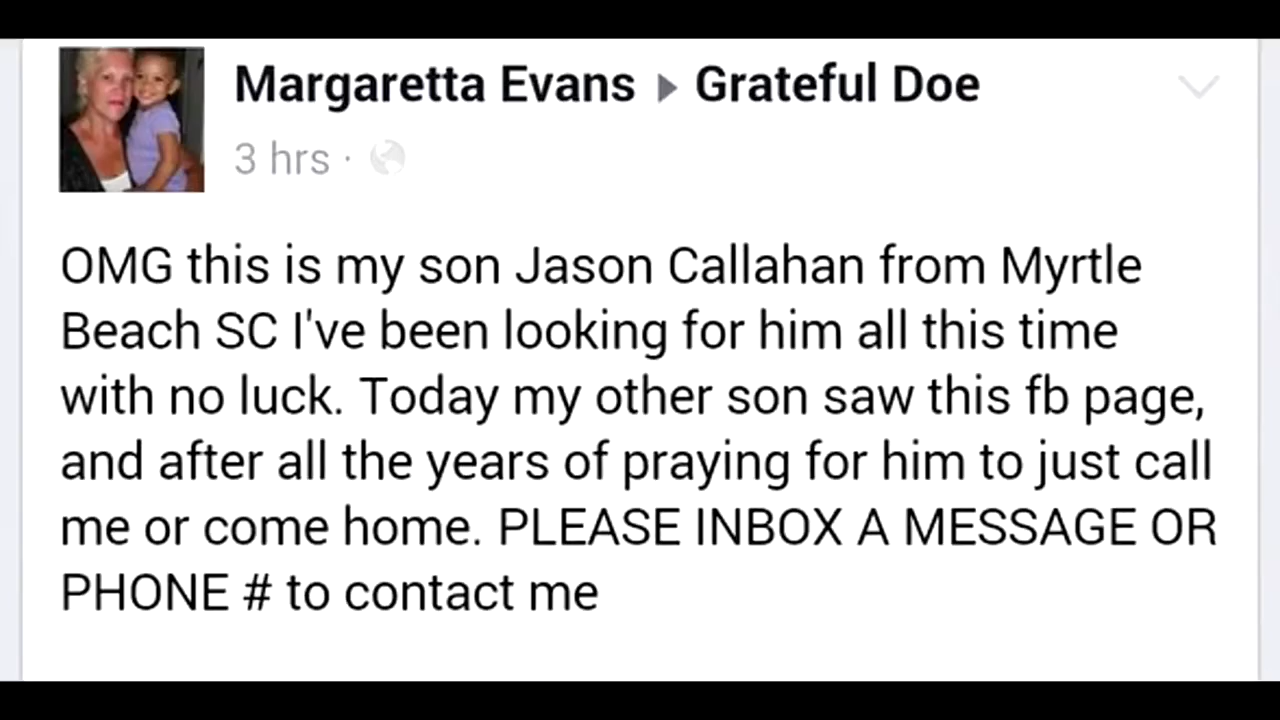 Margaretta Evans ▸ Grateful Doe
3 hrs ·
OMG this is my son Jason Callahan from Myrtle
Beach SC I've been looking for him all this time
with no luck. Today my other son saw this fb page,
and after all the years of praying for him to just call
me or come home. PLEASE INBOX A MESSAGE OR
PHONE # to contact me